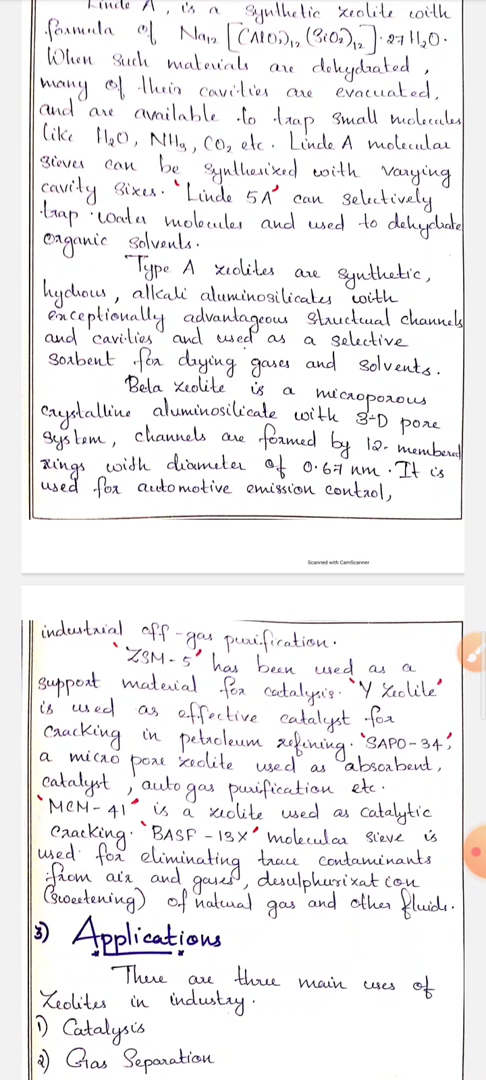 Linde A, is a synthetic zeolite with
formula of Na12 [(AlO2)12 (SiO2)12]·27H2O.
When such materials are dehydrated,
many of their cavities are evacuated,
and are available to trap small molecules
like H2O, NH3, CO2 etc. Linde A molecular
sieves can be synthesized with varying
cavity sizes. 'Linde 5A' can selectively
trap water molecules and used to dehydrate
organic solvents.
Type A zeolites are synthetic,
hydrous, alkali aluminosilicates with
exceptionally advantageous structural channels
and cavities and used as a selective
sorbent for drying gases and solvents.
Beta zeolite is a microporous
crystalline aluminosilicate with 3-D pore
system, channels are formed by 12-membered
rings with diameter of 0.67 nm. It is
used for automotive emission control,
Scanned with CamScanner
industrial off-gas purification.
'ZSM-5' has been used as a
support material for catalysis. 'Y zeolite'
is used as effective catalyst for
cracking in petroleum refining. 'SAPO-34',
a micro pore zeolite used as absorbent,
catalyst, auto gas purification etc.
'MCM-41' is a zeolite used as catalytic
cracking. 'BASF-13X' molecular sieve is
used for eliminating trace contaminants
from air and gases, desulphurization
(sweetening) of natural gas and other fluids.
3) Applications
There are three main uses of
Zeolites in industry.
1) Catalysis
2) Gas Separation